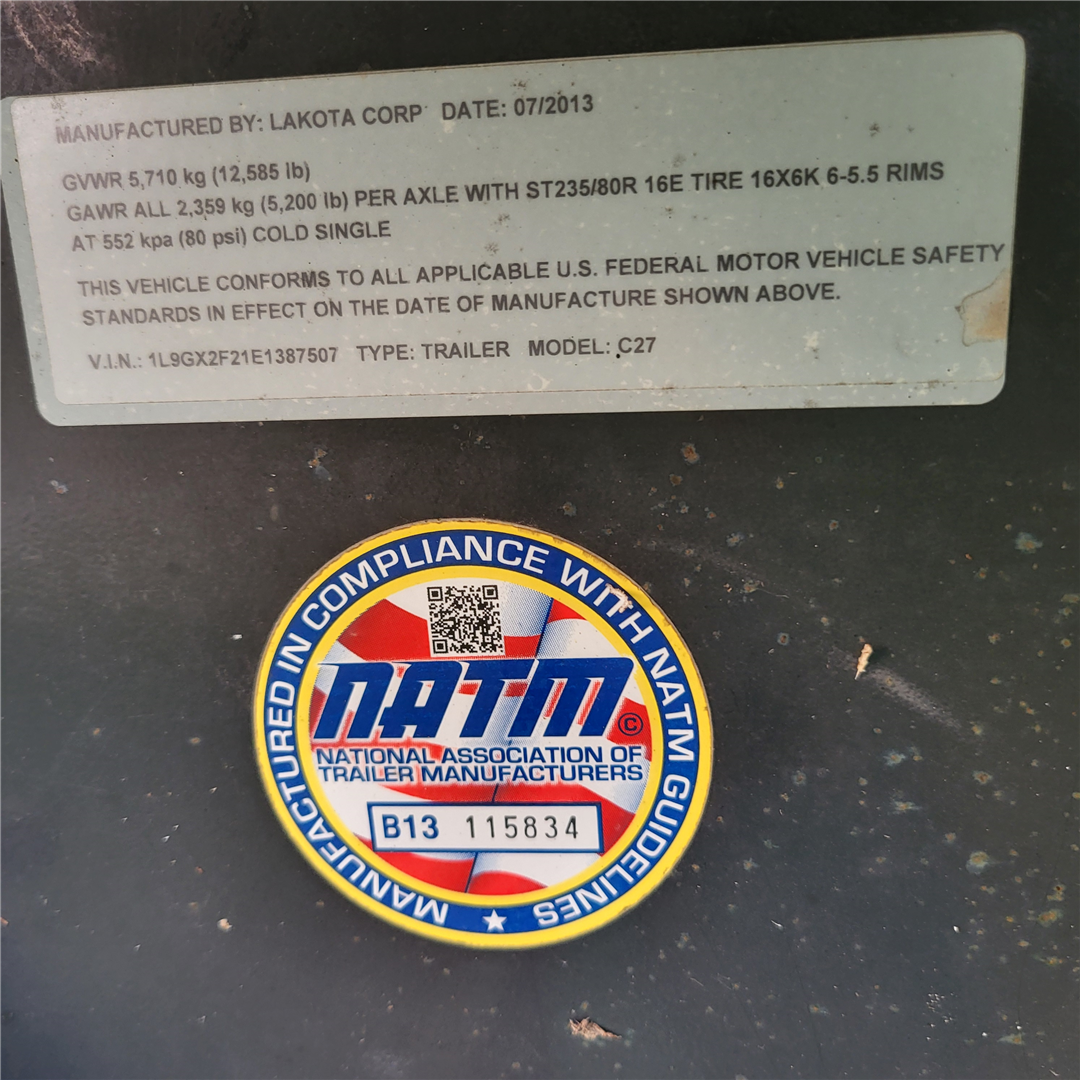 MANUFACTURED BY: LAKOTA CORP DATE: 07/2013
GVWR 5,710 kg (12,585 lb)
GAWR ALL 2,359 kg (5,200 lb) PER AXLE WITH ST235/80R 16E TIRE 16X6K 6-5.5 RIMS
AT 552 kpa (80 psi) COLD SINGLE
THIS VEHICLE CONFORMS TO ALL APPLICABLE U.S. FEDERAL MOTOR VEHICLE SAFETY
STANDARDS IN EFFECT ON THE DATE OF MANUFACTURE SHOWN ABOVE.
V.I.N.: 1L9GX2F21E1387507 TYPE: TRAILER MODEL: C27
MANUFACTURED IN COMPLIANCE WITH NATM GUIDELINES
NATM ©
NATIONAL ASSOCIATION OF
TRAILER MANUFACTURERS
B13 115834